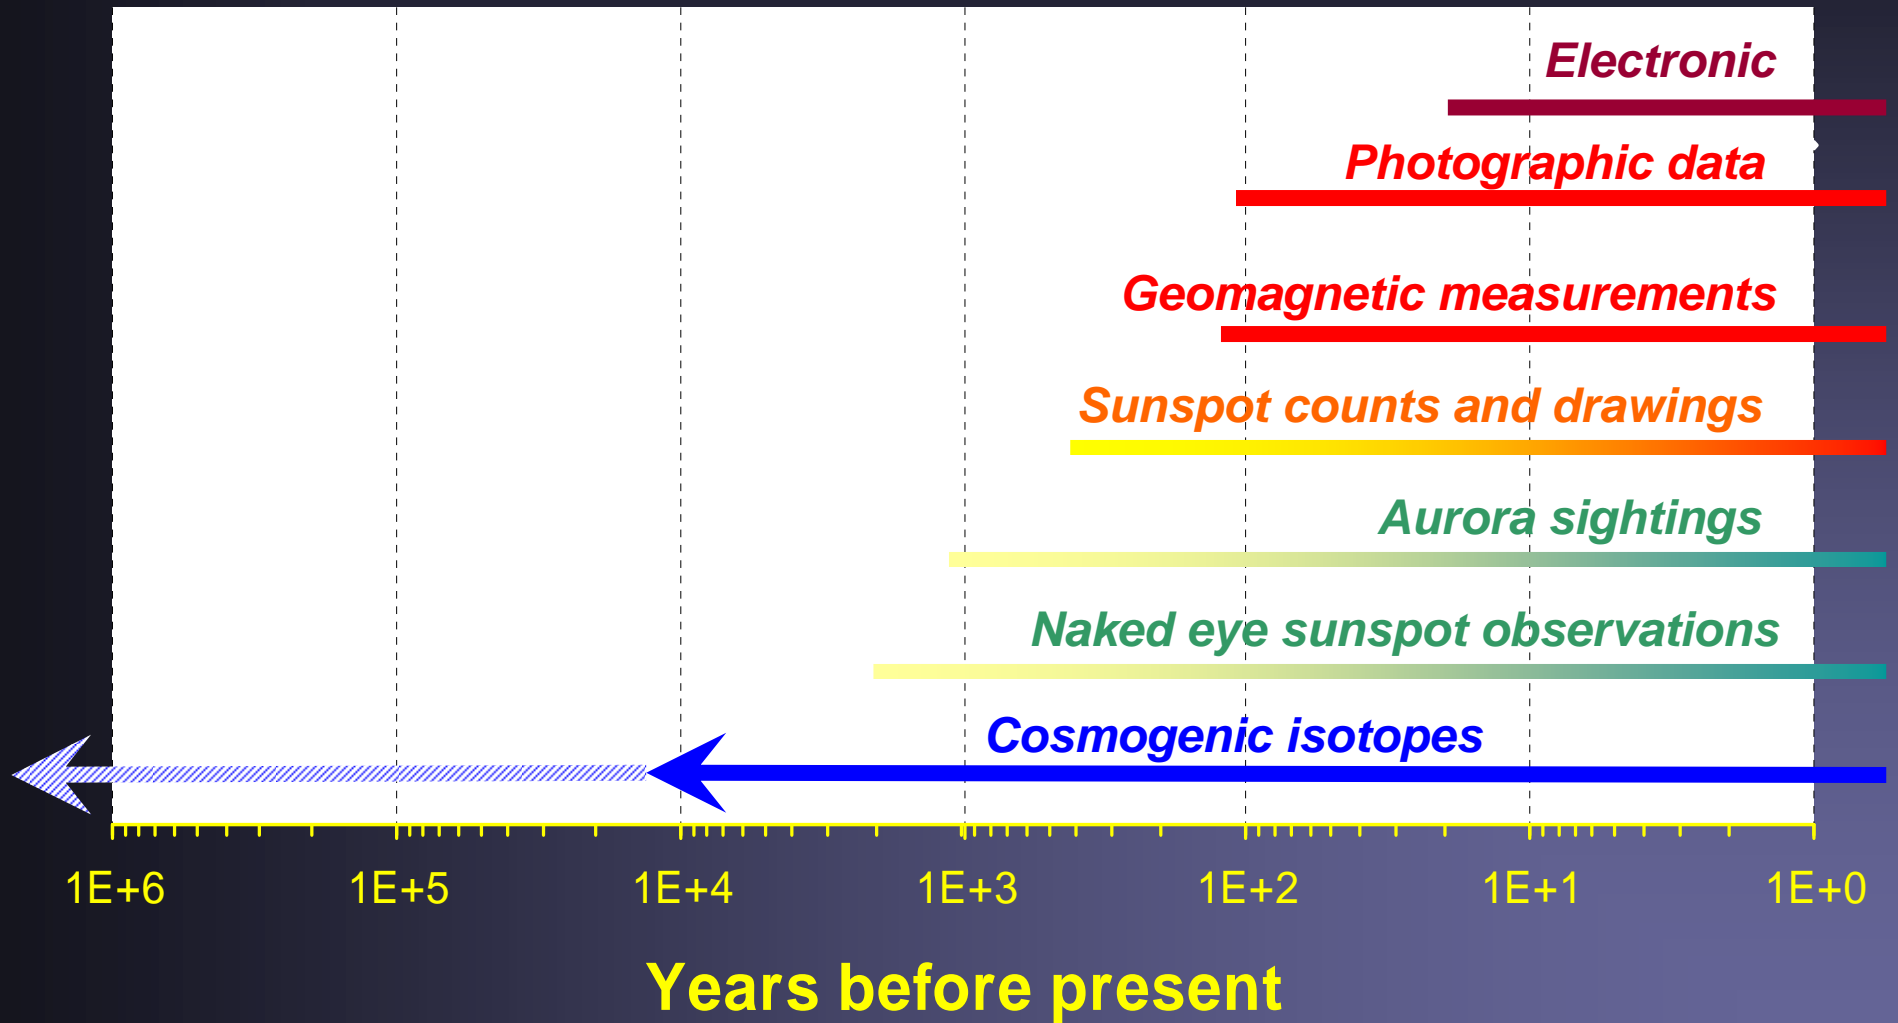 Electronic
Photographic data
Geomagnetic measurements
Sunspot counts and drawings
Aurora sightings
Naked eye sunspot observations
Cosmogenic isotopes
1E+6 1E+5 1E+4 1E+3 1E+2 1E+1 1E+0
Years before present